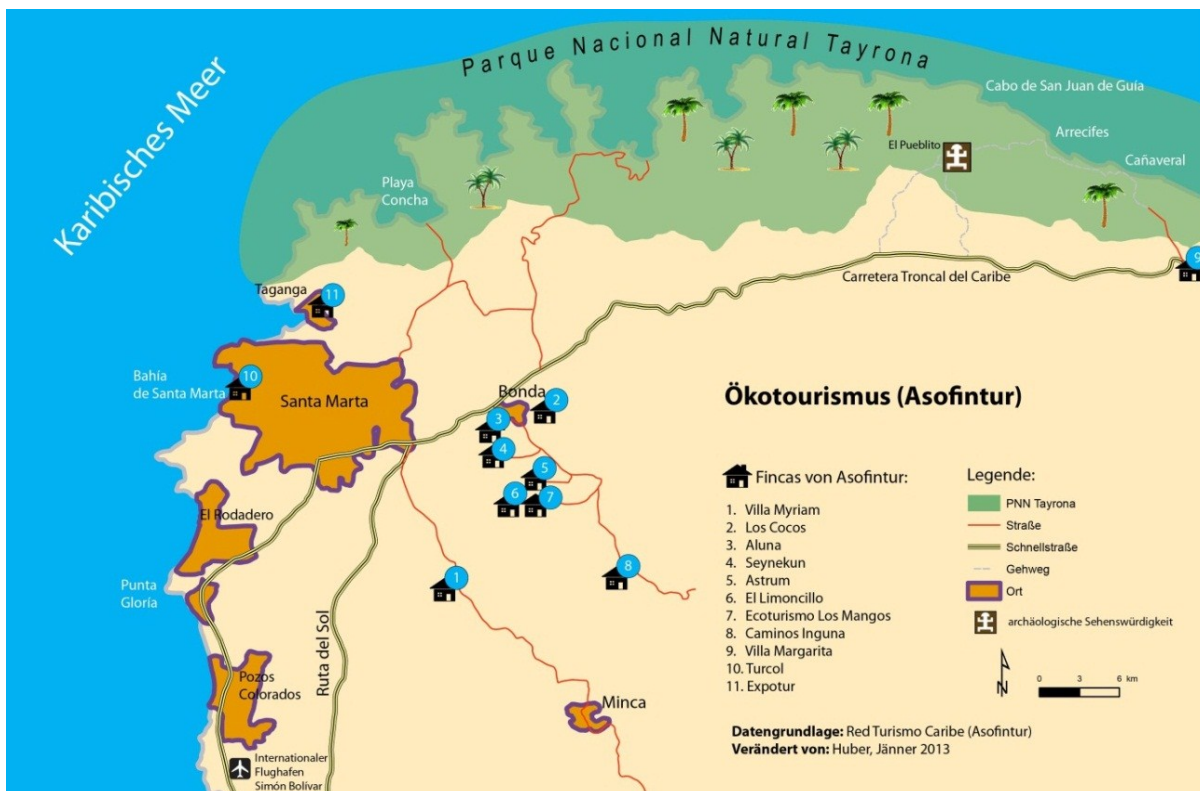 Parque Nacional Natural Tayrona
Karibisches Meer
Cabo de San Juan de Guía
Arrecifes
El Pueblito
Cañaveral
Playa
Concha
9
Carretera Troncal del Caribe
Taganga
11
Bahía
de Santa Marta
10
Santa Marta
Bonda
2
3
4
5
6
7
8
1
El Rodadero
Punta
Gloría
Ruta del Sol
Pozos
Colorados
Minca
Internationaler
Flughafen
Simón Bolívar
Ökotourismus (Asofintur)
Fincas von Asofintur:
1. Villa Myriam
2. Los Cocos
3. Aluna
4. Seynekun
5. Astrum
6. El Limoncillo
7. Ecoturismo Los Mangos
8. Caminos Inguna
9. Villa Margarita
10. Turcol
11. Expotur
Legende:
PNN Tayrona
Straße
Schnellstraße
Gehweg
Ort
archäologische Sehenswürdigkeit
N
0 3 6 km
Datengrundlage: Red Turismo Caribe (Asofintur)
Verändert von: Huber, Jänner 2013